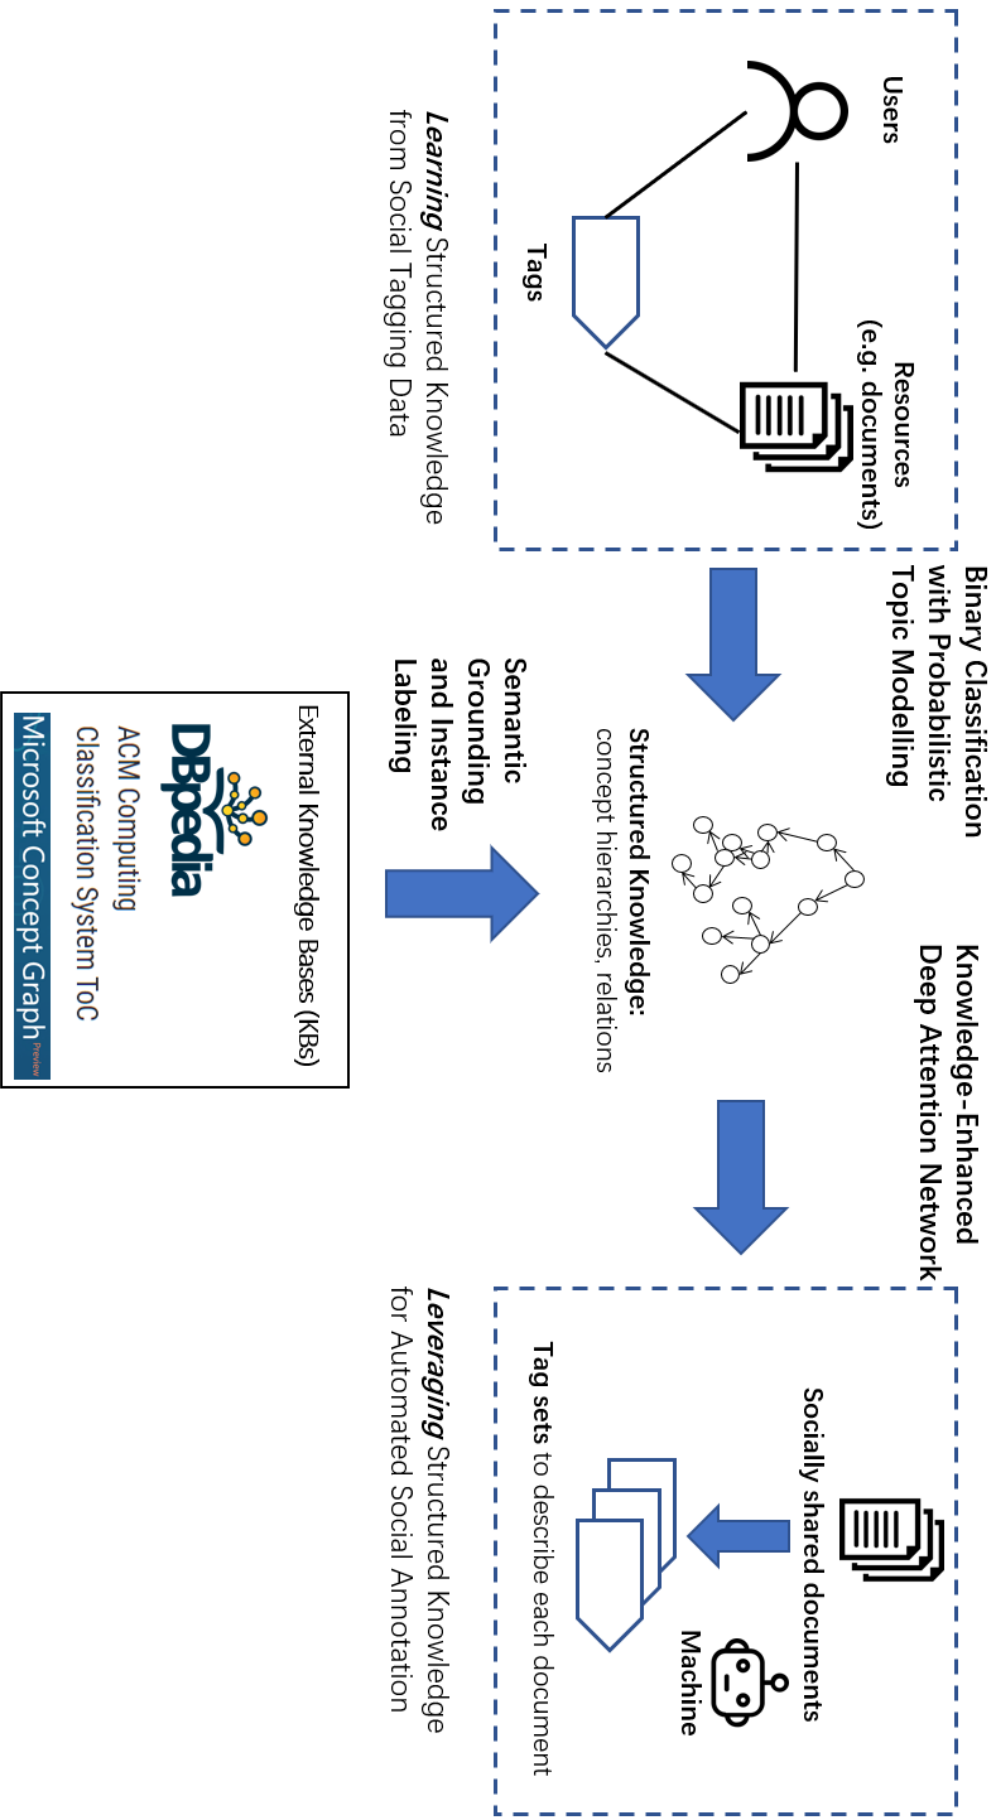 Users
Resources
(e.g. documents)
Tags
Learning Structured Knowledge
from Social Tagging Data
Binary Classification
with Probabilistic
Topic Modelling
Structured Knowledge:
concept hierarchies, relations
Semantic
Grounding
and Instance
Labeling
External Knowledge Bases (KBs)
DBpedia
ACM Computing
Classification System ToC
Microsoft Concept Graph Preview
Knowledge-Enhanced
Deep Attention Network
Socially shared documents
Machine
Tag sets to describe each document
Leveraging Structured Knowledge
for Automated Social Annotation